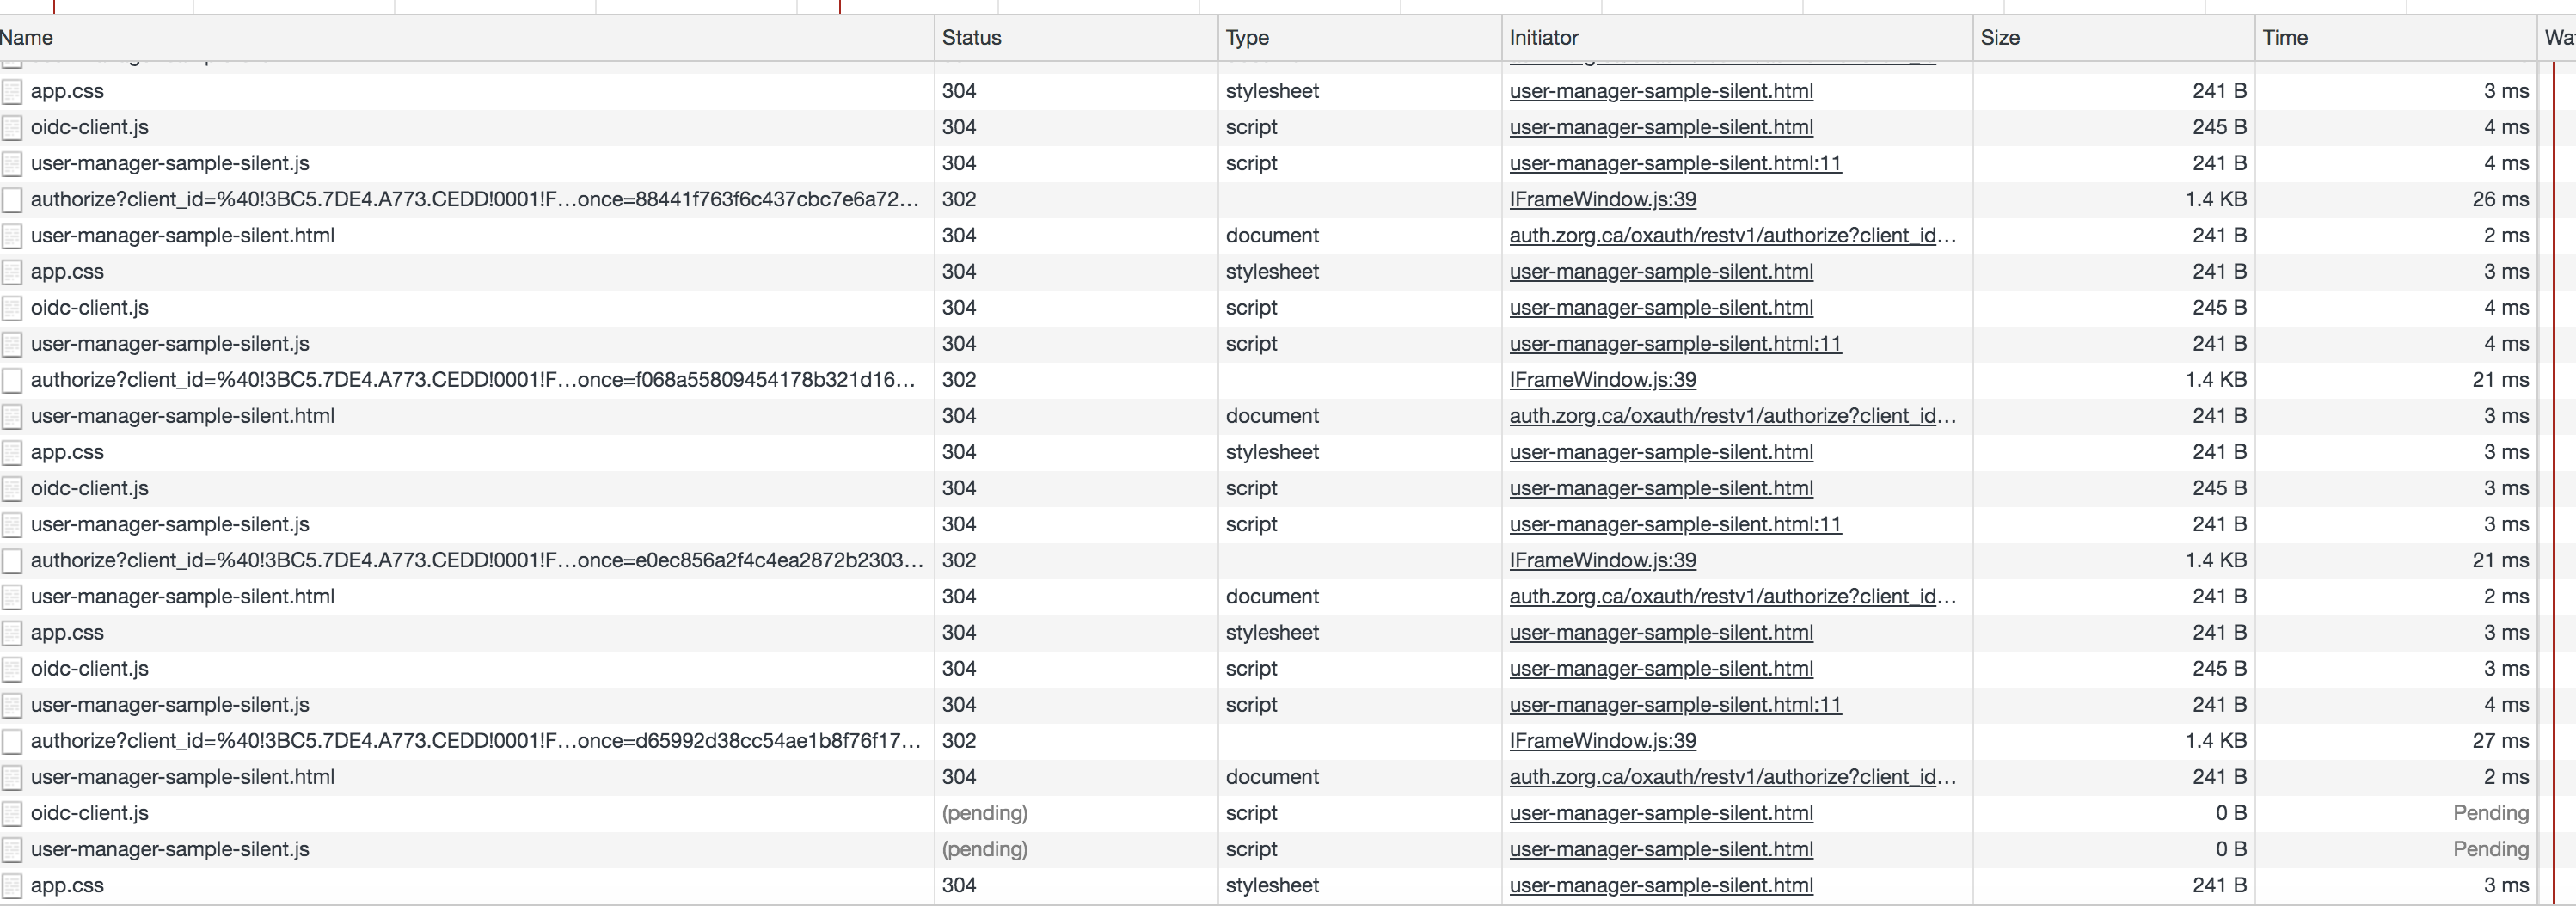 Name Status Type Initiator Size Time Wa
app.css 304 stylesheet user-manager-sample-silent.html 241 B 3 ms
oidc-client.js 304 script user-manager-sample-silent.html 245 B 4 ms
user-manager-sample-silent.js 304 script user-manager-sample-silent.html:11 241 B 4 ms
authorize?client_id=%40!3BC5.7DE4.A773.CEDD!0001!F…once=88441f763f6c437cbc7e6a72… 302 IFrameWindow.js:39 1.4 KB 26 ms
user-manager-sample-silent.html 304 document auth.zorg.ca/oxauth/restv1/authorize?client_id… 241 B 2 ms
app.css 304 stylesheet user-manager-sample-silent.html 241 B 3 ms
oidc-client.js 304 script user-manager-sample-silent.html 245 B 4 ms
user-manager-sample-silent.js 304 script user-manager-sample-silent.html:11 241 B 4 ms
authorize?client_id=%40!3BC5.7DE4.A773.CEDD!0001!F…once=f068a55809454178b321d16… 302 IFrameWindow.js:39 1.4 KB 21 ms
user-manager-sample-silent.html 304 document auth.zorg.ca/oxauth/restv1/authorize?client_id… 241 B 3 ms
app.css 304 stylesheet user-manager-sample-silent.html 241 B 3 ms
oidc-client.js 304 script user-manager-sample-silent.html 245 B 3 ms
user-manager-sample-silent.js 304 script user-manager-sample-silent.html:11 241 B 3 ms
authorize?client_id=%40!3BC5.7DE4.A773.CEDD!0001!F…once=e0ec856a2f4c4ea2872b2303… 302 IFrameWindow.js:39 1.4 KB 21 ms
user-manager-sample-silent.html 304 document auth.zorg.ca/oxauth/restv1/authorize?client_id… 241 B 2 ms
app.css 304 stylesheet user-manager-sample-silent.html 241 B 3 ms
oidc-client.js 304 script user-manager-sample-silent.html 245 B 3 ms
user-manager-sample-silent.js 304 script user-manager-sample-silent.html:11 241 B 4 ms
authorize?client_id=%40!3BC5.7DE4.A773.CEDD!0001!F…once=d65992d38cc54ae1b8f76f17… 302 IFrameWindow.js:39 1.4 KB 27 ms
user-manager-sample-silent.html 304 document auth.zorg.ca/oxauth/restv1/authorize?client_id… 241 B 2 ms
oidc-client.js (pending) script user-manager-sample-silent.html 0 B Pending
user-manager-sample-silent.js (pending) script user-manager-sample-silent.html 0 B Pending
app.css 304 stylesheet user-manager-sample-silent.html 241 B 3 ms